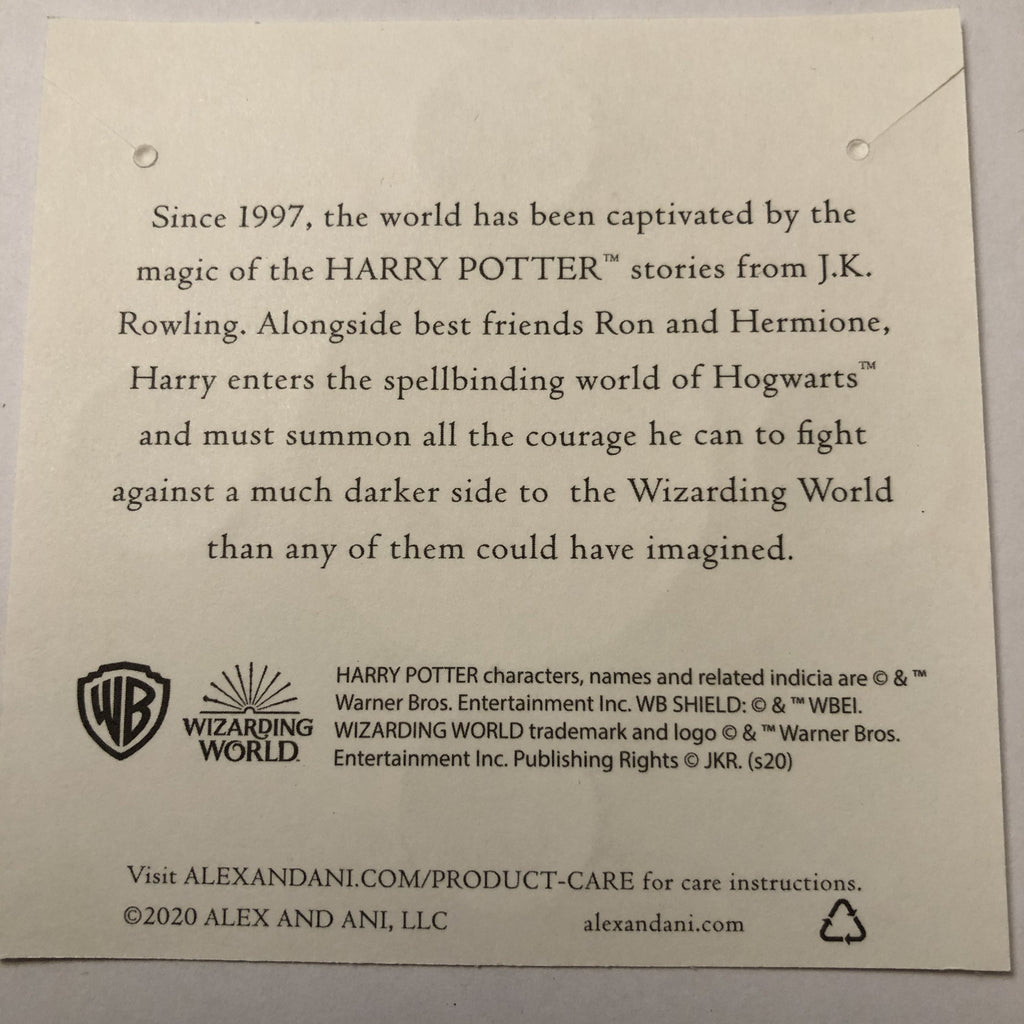 Since 1997, the world has been captivated by the
magic of the HARRY POTTER™ stories from J.K.
Rowling. Alongside best friends Ron and Hermione,
Harry enters the spellbinding world of Hogwarts™
and must summon all the courage he can to fight
against a much darker side to  the Wizarding World
than any of them could have imagined.
WB
WIZARDING
WORLD
HARRY POTTER characters, names and related indicia are © & ™
Warner Bros. Entertainment Inc. WB SHIELD: © & ™ WBEI.
WIZARDING WORLD trademark and logo © & ™ Warner Bros.
Entertainment Inc. Publishing Rights © JKR. (s20)
Visit ALEXANDANI.COM/PRODUCT-CARE for care instructions.
©2020 ALEX AND ANI, LLC alexandani.com